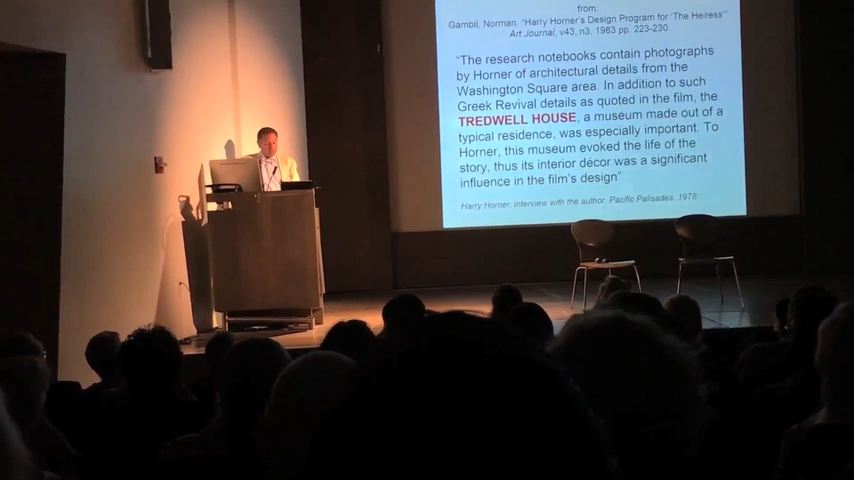 from:
Gambil, Norman. "Harry Horner's Design Program for 'The Heiress'"
Art Journal, v43, n3, 1983 pp. 223-230
"The research notebooks contain photographs
by Horner of architectural details from the
Washington Square area. In addition to such
Greek Revival details as quoted in the film, the
TREDWELL HOUSE, a museum made out of a
typical residence, was especially important. To
Horner, this museum evoked the life of the
story, thus its interior décor was a significant
influence in the film's design"
Harry Horner, interview with the author, Pacific Palisades, 1978